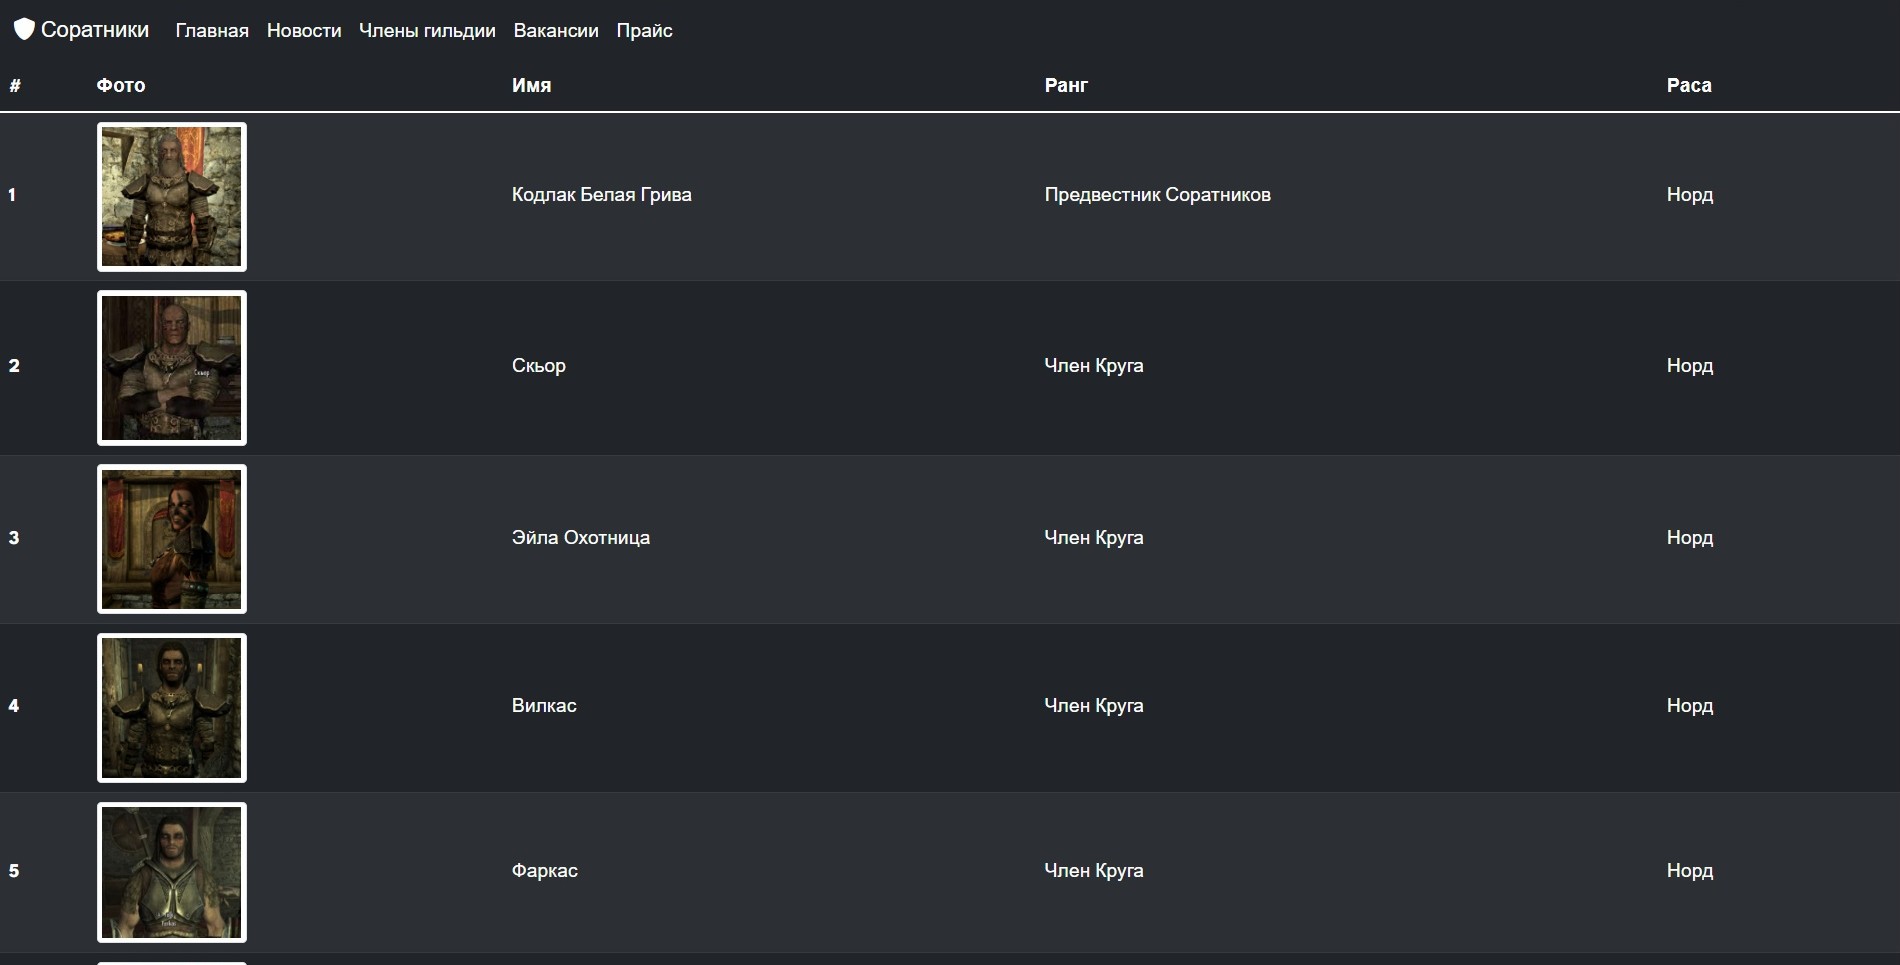 Соратники Главная Новости Члены гильдии Вакансии Прайс
# Фото Имя Ранг Раса
1 Кодлак Белая Грива Предвестник Соратников Норд
2 Скьор Член Круга Норд
Скьор
3 Эйла Охотница Член Круга Норд
4 Вилкас Член Круга Норд
5 Фаркас Член Круга Норд